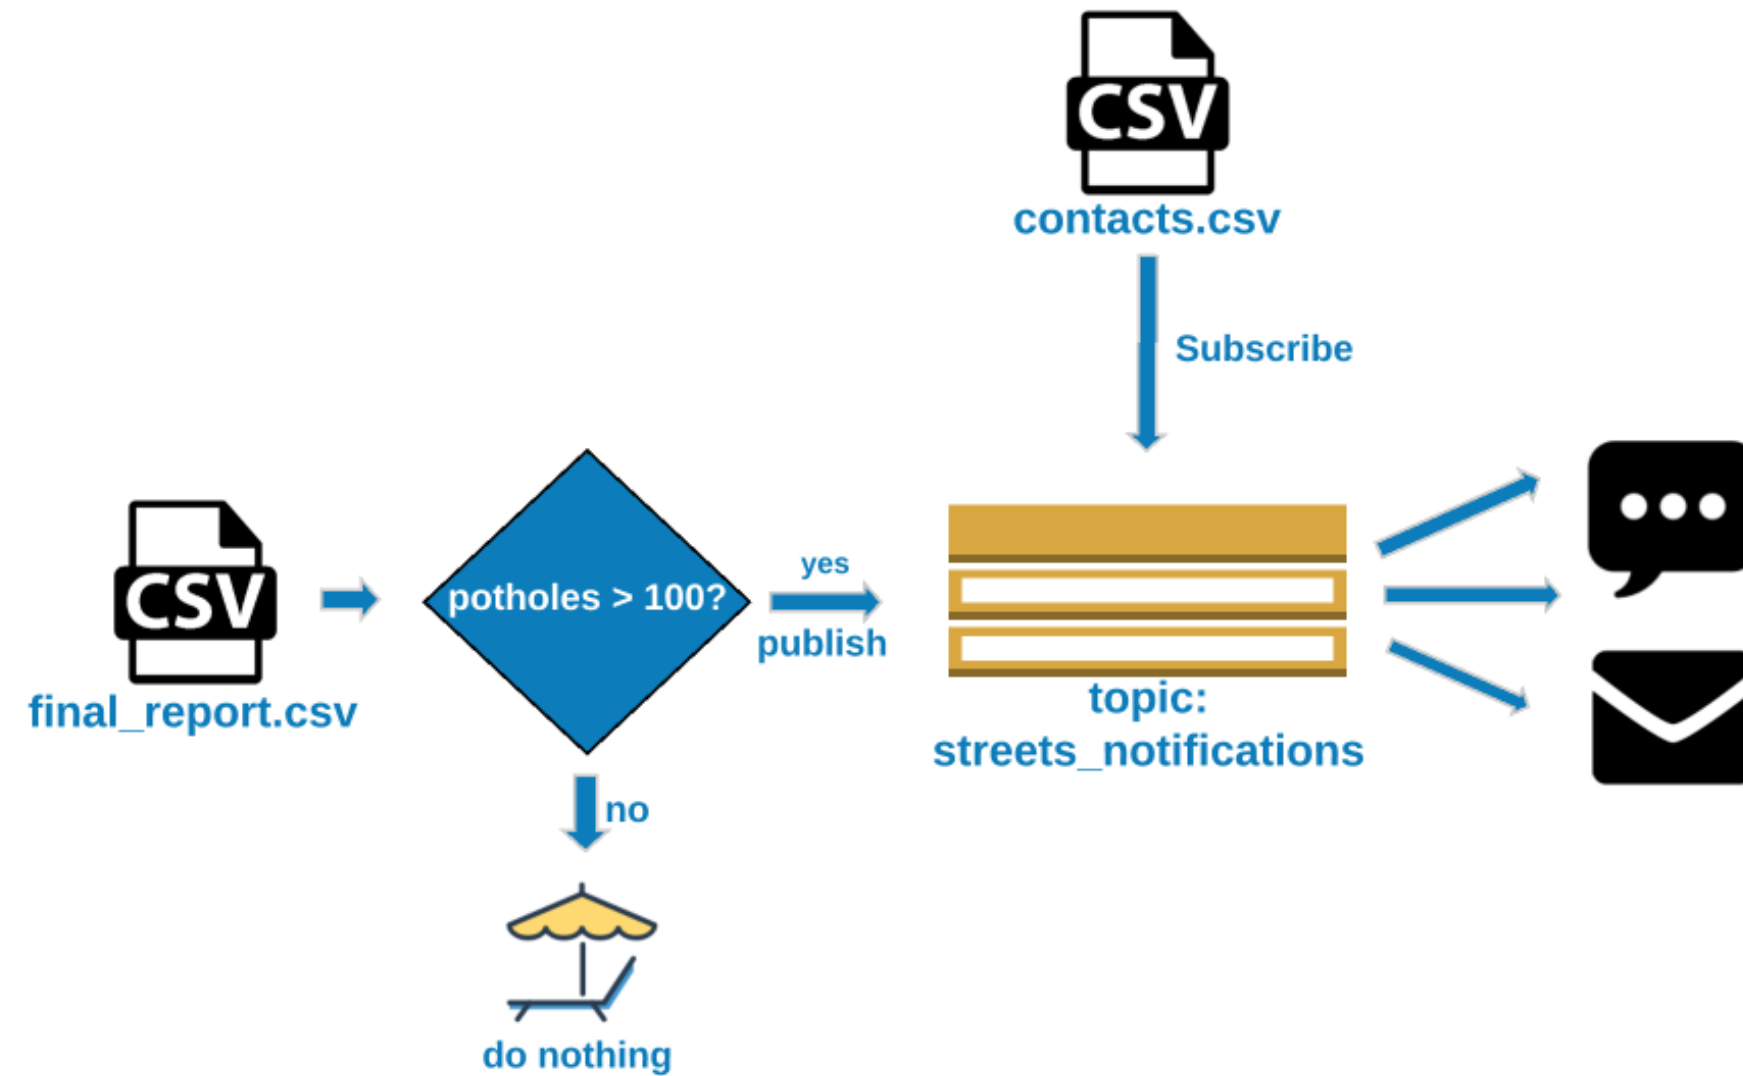 CSV
contacts.csv
Subscribe
CSV
final_report.csv
potholes > 100?
yes
publish
topic:
streets_notifications
no
do nothing